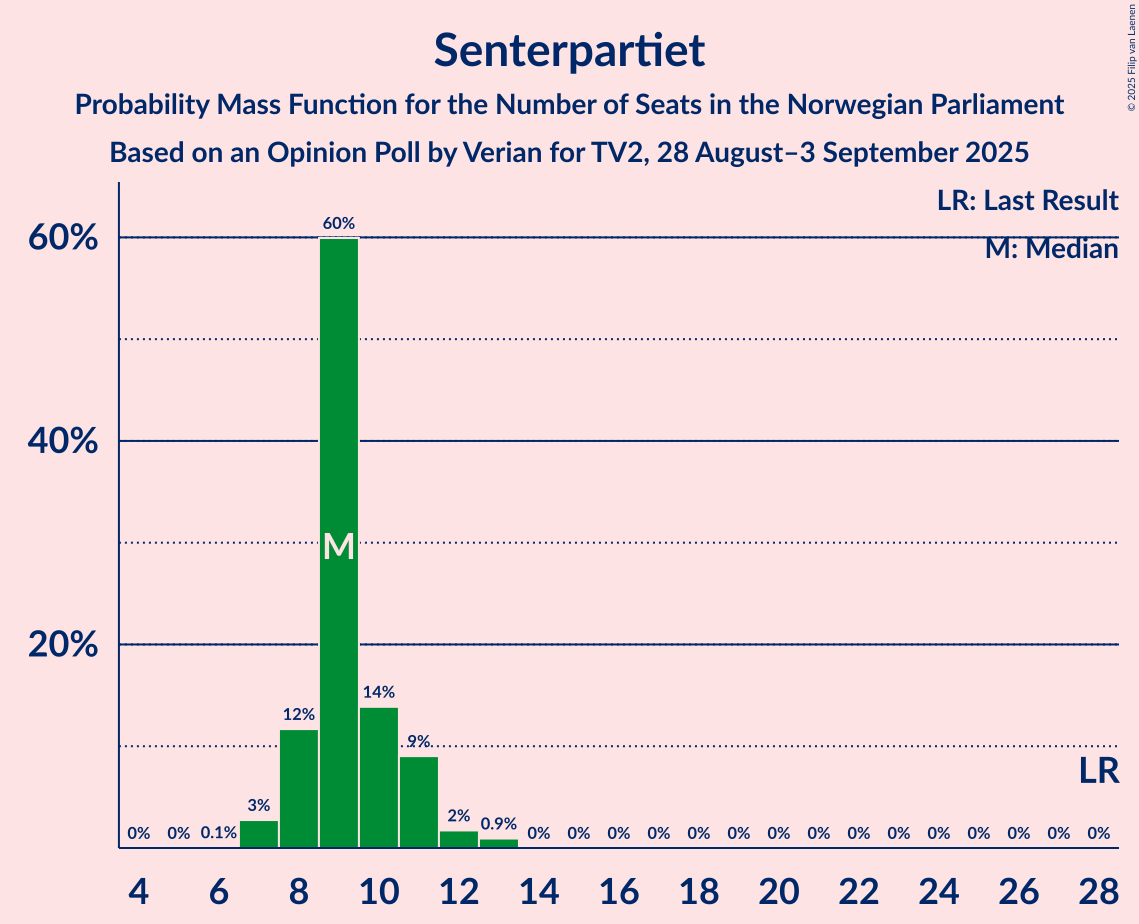 Senterpartiet
Probability Mass Function for the Number of Seats in the Norwegian Parliament
Based on an Opinion Poll by Verian for TV2, 28 August–3 September 2025
© 2025 Filip van Laenen
LR: Last Result
M: Median
60%
40%
20%
0% 0% 0.1% 3% 12% 60% 14% 9% 2% 0.9% 0% 0% 0% 0% 0% 0% 0% 0% 0% 0% 0% 0% 0% 0% 0%
M
LR
4 6 8 10 12 14 16 18 20 22 24 26 28